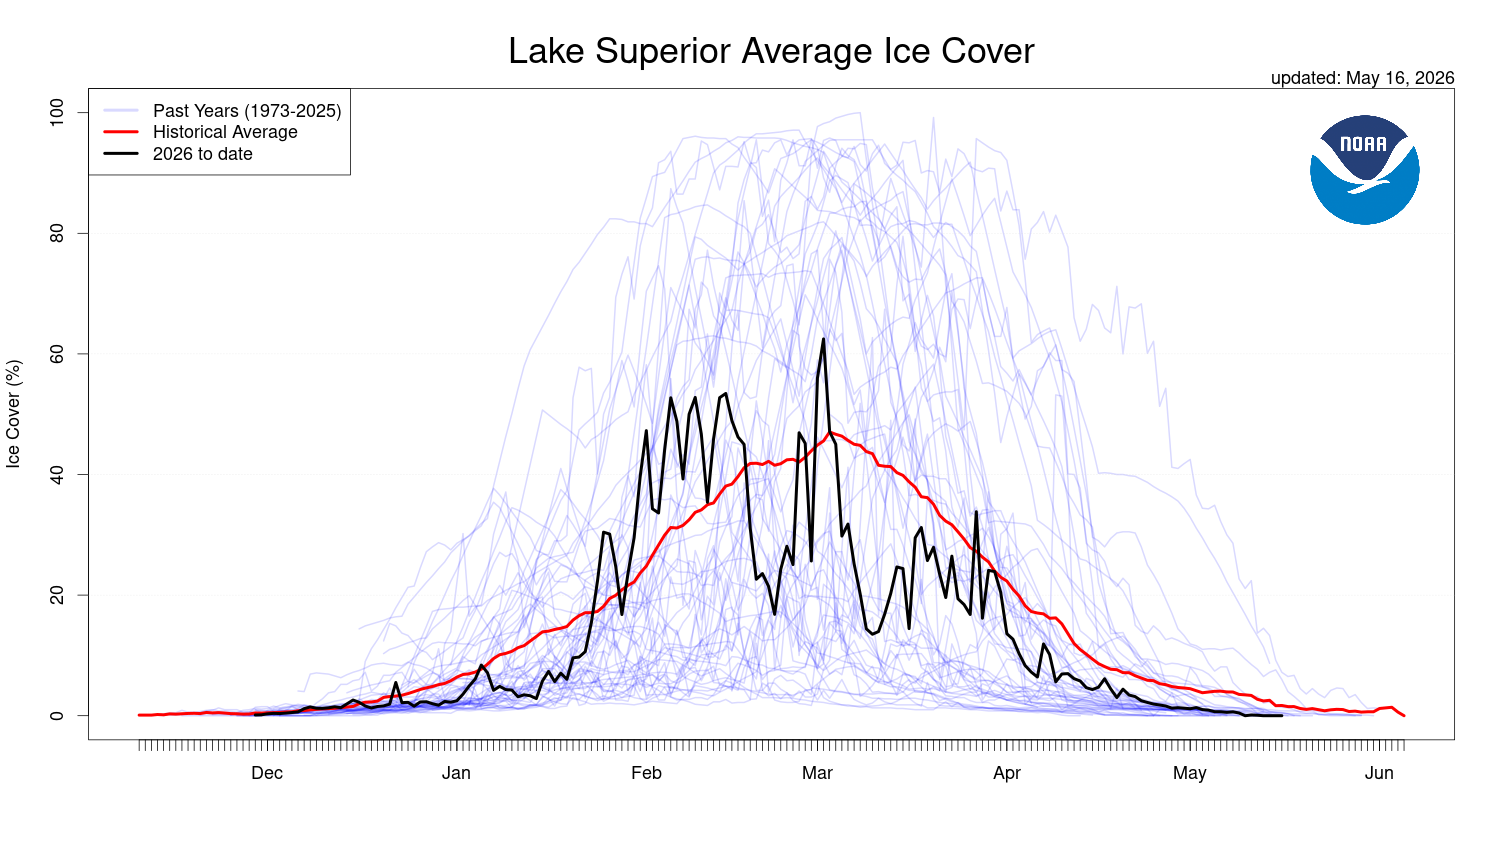 Lake Superior Average Ice Cover
updated: May 16, 2026
Past Years (1973-2025)
Historical Average
2026 to date
NOAA
Ice Cover (%)
100
80
60
40
20
0
Dec Jan Feb Mar Apr May Jun